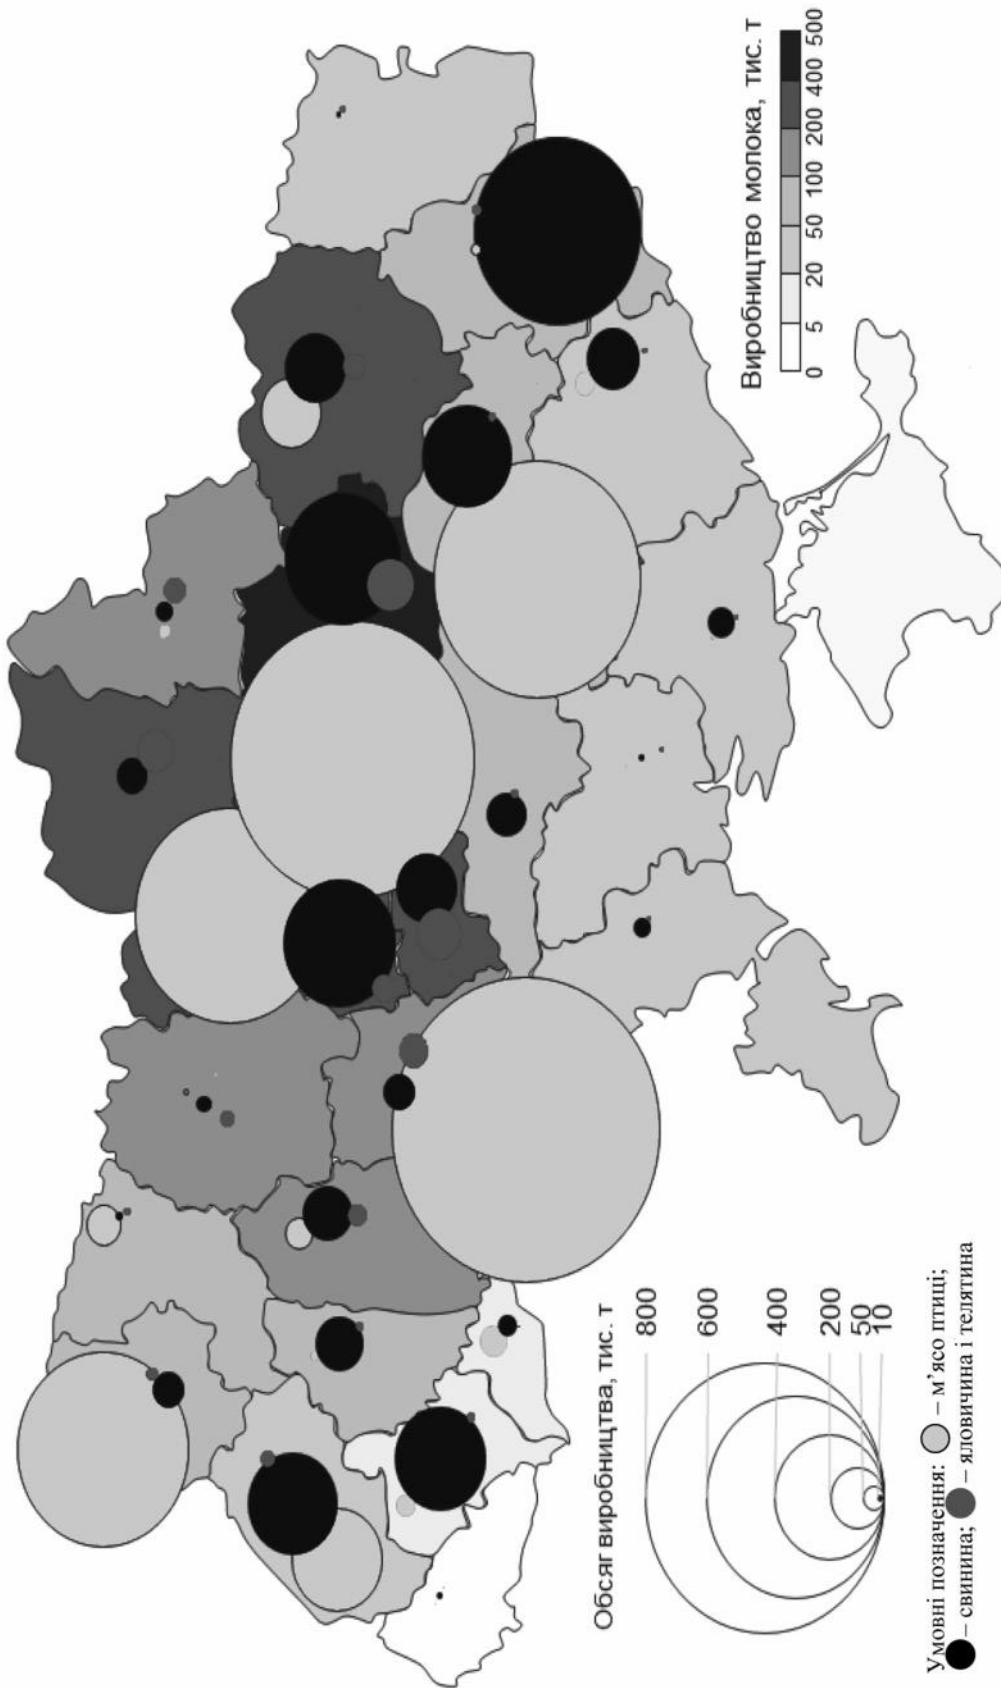 Виробництво молока, тис. т
0 5 20 50 100 200 400 500
Обсяг виробництва, тис. т
800
600
400
200
50
10
Умовні позначення: – м’ясо птиці;
– свинина; – яловичина і телятина